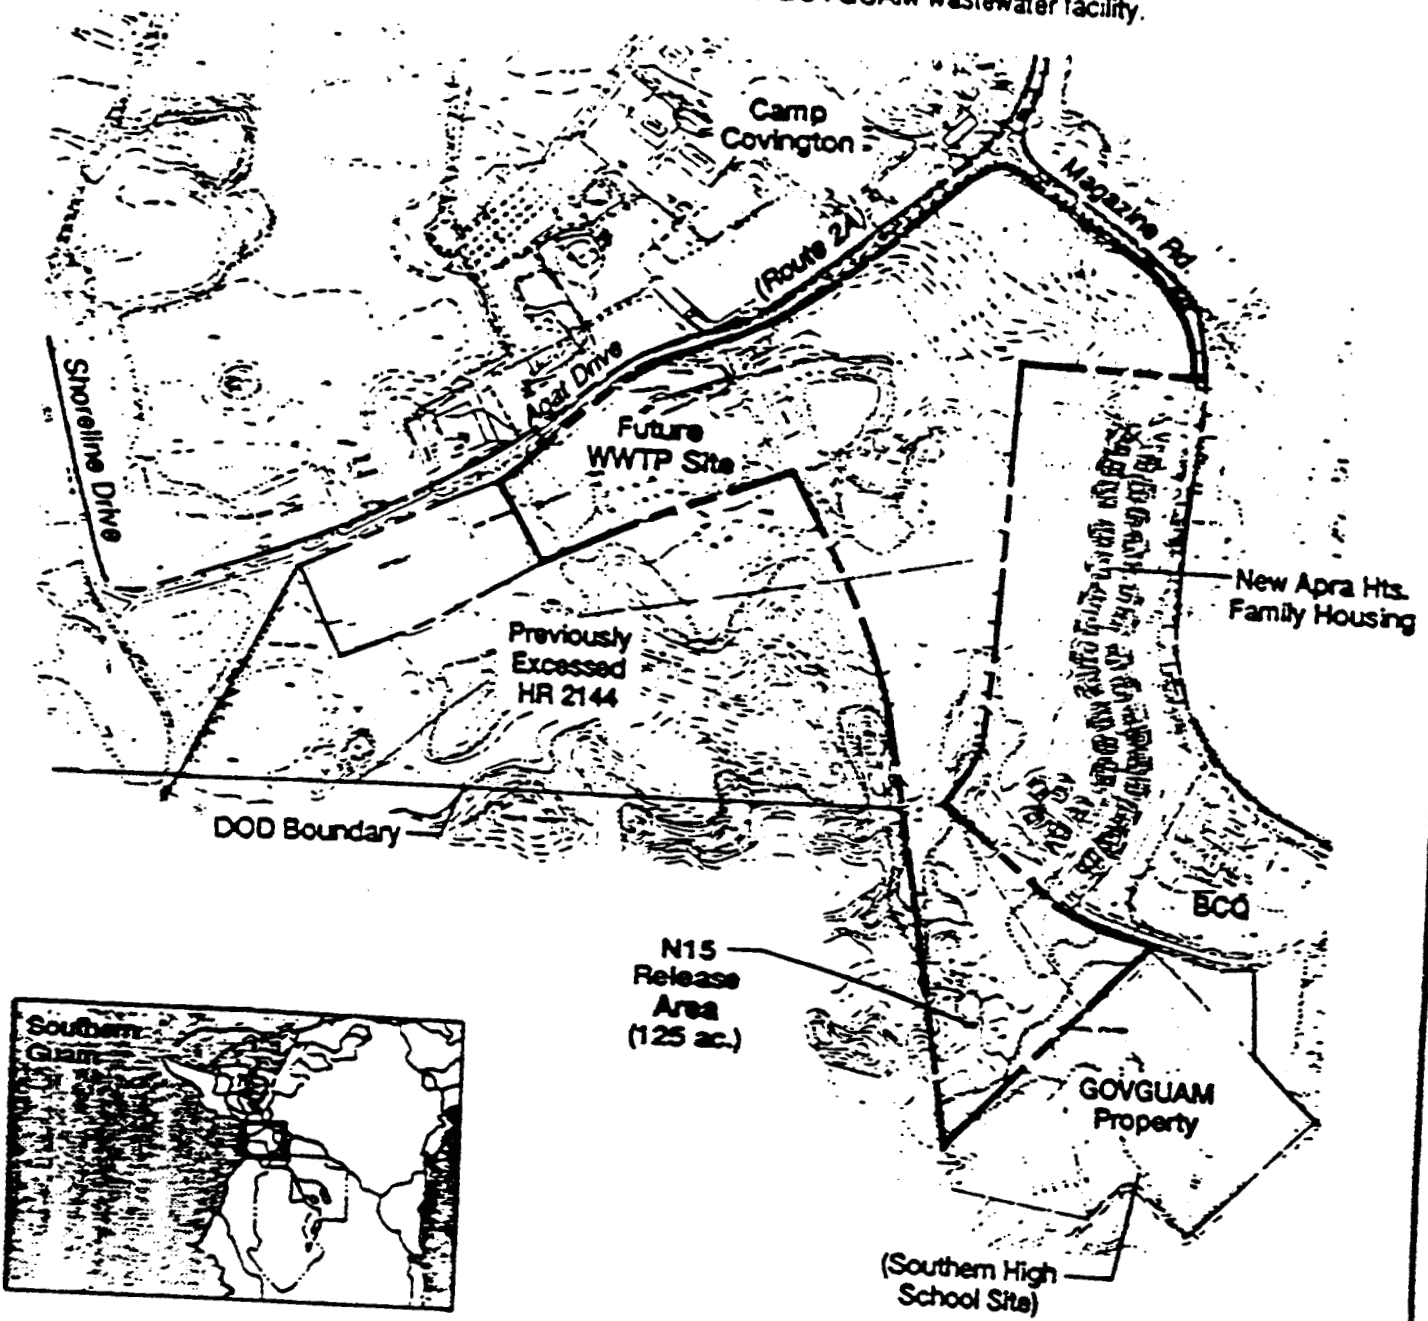 wastewater facility.
Camp
Covington
Magazine Rd
(Route 2A)
Shoreline Drive
Agat Drive
Future
WWTP Site
New Apra Hts.
Family Housing
Previously
Excessed
HR 2144
DOD Boundary
BCQ
N15
Release
Area
(125 ac.)
Southern
Guam
GOVGUAM
Property
(Southern High
School Site)